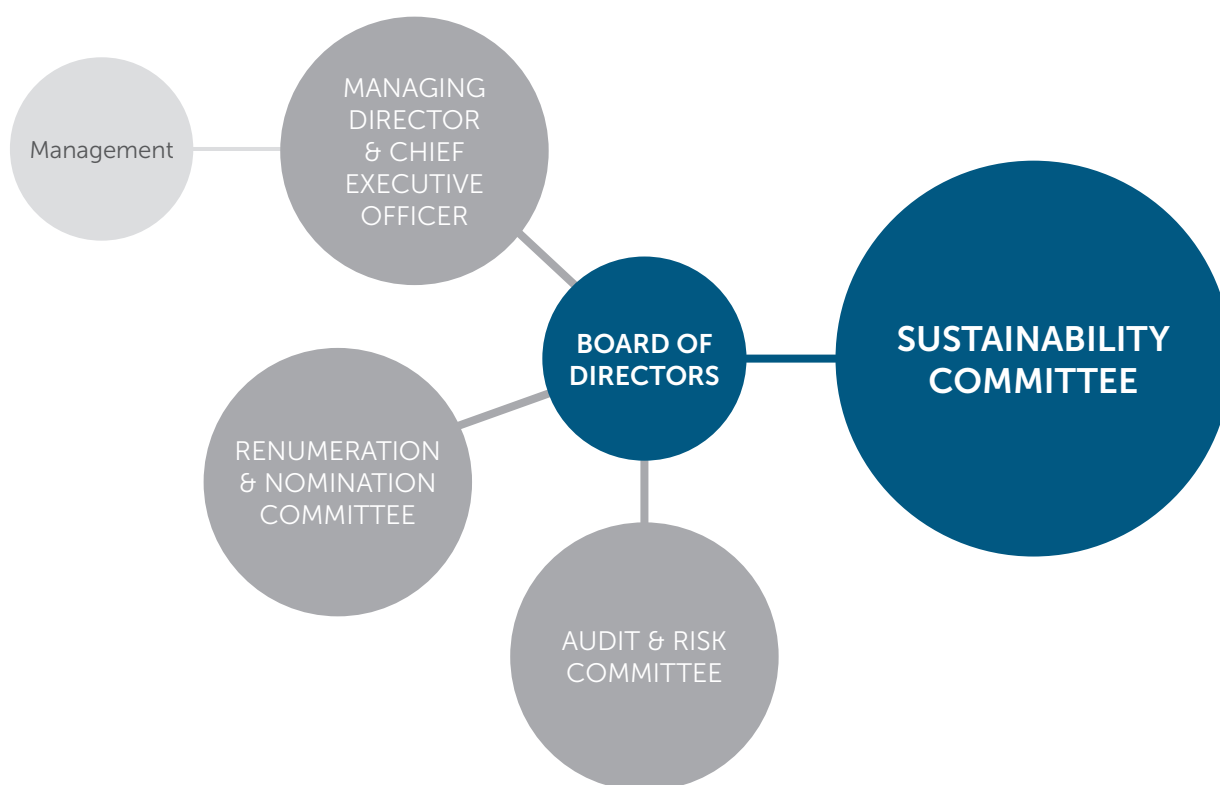 Management
MANAGING
DIRECTOR
& CHIEF
EXECUTIVE
OFFICER
BOARD OF
DIRECTORS
SUSTAINABILITY
COMMITTEE
RENUMERATION
& NOMINATION
COMMITTEE
AUDIT & RISK
COMMITTEE